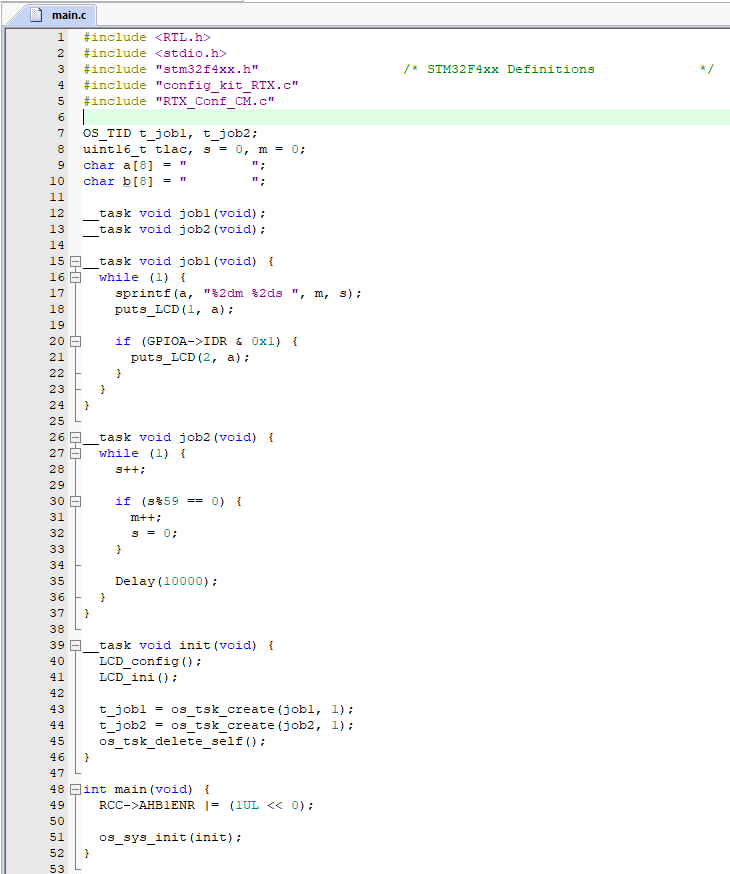 main.c
1 #include <RTL.h>
2 #include <stdio.h>
3 #include "stm32f4xx.h"                  /* STM32F4xx Definitions             */
4 #include "config_kit_RTX.c"
5 #include "RTX_Conf_CM.c"
6
7 OS_TID t_job1, t_job2;
8 uint16_t tlac, s = 0, m = 0;
9 char a[8] = "        ";
10 char b[8] = "        ";
11
12 __task void job1(void);
13 __task void job2(void);
14
15 __task void job1(void) {
16   while (1) {
17     sprintf(a, "%2dm %2ds ", m, s);
18     puts_LCD(1, a);
19
20     if (GPIOA->IDR & 0x1) {
21       puts_LCD(2, a);
22     }
23   }
24 }
25
26 __task void job2(void) {
27   while (1) {
28     s++;
29
30     if (s%59 == 0) {
31       m++;
32       s = 0;
33     }
34
35     Delay(10000);
36   }
37 }
38
39 __task void init(void) {
40   LCD_config();
41   LCD_ini();
42
43   t_job1 = os_tsk_create(job1, 1);
44   t_job2 = os_tsk_create(job2, 1);
45   os_tsk_delete_self();
46 }
47
48 int main(void) {
49   RCC->AHB1ENR |= (1UL << 0);
50
51   os_sys_init(init);
52 }
53